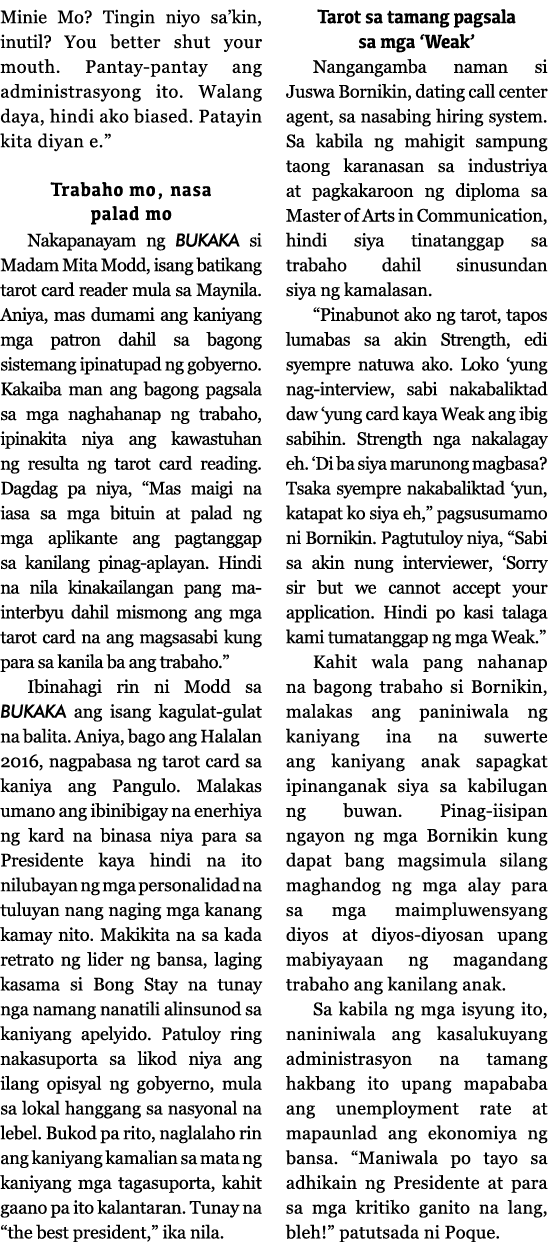 Minie Mo? Tingin niyo sa’kin,
inutil? You better shut your
mouth. Pantay-pantay ang
administrasyong ito. Walang
daya, hindi ako biased. Patayin
kita diyan e.”
Trabaho mo, nasa
palad mo
Nakapanayam ng BUKAKA si
Madam Mita Modd, isang batikang
tarot card reader mula sa Maynila.
Aniya, mas dumami ang kaniyang
mga patron dahil sa bagong
sistemang ipinatupad ng gobyerno.
Kakaiba man ang bagong pagsala
sa mga naghahanap ng trabaho,
ipinakita niya ang kawastuhan
ng resulta ng tarot card reading.
Dagdag pa niya, “Mas maigi na
iasa sa mga bituin at palad ng
mga aplikante ang pagtanggap
sa kanilang pinag-aplayan. Hindi
na nila kinakailangan pang ma-
interbyu dahil mismong ang mga
tarot card na ang magsasabi kung
para sa kanila ba ang trabaho.”
Ibinahagi rin ni Modd sa
BUKAKA ang isang kagulat-gulat
na balita. Aniya, bago ang Halalan
2016, nagpabasa ng tarot card sa
kaniya ang Pangulo. Malakas
umano ang ibinibigay na enerhiya
ng kard na binasa niya para sa
Presidente kaya hindi na ito
nilubayan ng mga personalidad na
tuluyan nang naging mga kanang
kamay nito. Makikita na sa kada
retrato ng lider ng bansa, laging
kasama si Bong Stay na tunay
nga namang nanatili alinsunod sa
kaniyang apelyido. Patuloy ring
nakasuporta sa likod niya ang
ilang opisyal ng gobyerno, mula
sa lokal hanggang sa nasyonal na
lebel. Bukod pa rito, naglalaho rin
ang kaniyang kamalian sa mata ng
kaniyang mga tagasuporta, kahit
gaano pa ito kalantaran. Tunay na
“the best president,” ika nila.
Tarot sa tamang pagsala
sa mga ‘Weak’
Nangangamba naman si
Juswa Bornikin, dating call center
agent, sa nasabing hiring system.
Sa kabila ng mahigit sampung
taong karanasan sa industriya
at pagkakaroon ng diploma sa
Master of Arts in Communication,
hindi siya tinatanggap sa
trabaho dahil sinusundan
siya ng kamalasan.
“Pinabunot ako ng tarot, tapos
lumabas sa akin Strength, edi
syempre natuwa ako. Loko ‘yung
nag-interview, sabi nakabaliktad
daw ‘yung card kaya Weak ang ibig
sabihin. Strength nga nakalagay
eh. ‘Di ba siya marunong magbasa?
Tsaka syempre nakabaliktad ‘yun,
katapat ko siya eh,” pagsusumamo
ni Bornikin. Pagtutuloy niya, “Sabi
sa akin nung interviewer, ‘Sorry
sir but we cannot accept your
application. Hindi po kasi talaga
kami tumatanggap ng mga Weak.”
Kahit wala pang nahanap
na bagong trabaho si Bornikin,
malakas ang paniniwala ng
kaniyang ina na suwerte
ang kaniyang anak sapagkat
ipinanganak siya sa kabilugan
ng buwan. Pinag-iisipan
ngayon ng mga Bornikin kung
dapat bang magsimula silang
maghandog ng mga alay para
sa mga maimpluwensyang
diyos at diyos-diyosan upang
mabiyayaan ng magandang
trabaho ang kanilang anak.
Sa kabila ng mga isyung ito,
naniniwala ang kasalukuyang
administrasyon na tamang
hakbang ito upang mapababa
ang unemployment rate at
mapaunlad ang ekonomiya ng
bansa. “Maniwala po tayo sa
adhikain ng Presidente at para
sa mga kritiko ganito na lang,
bleh!” patutsada ni Poque.